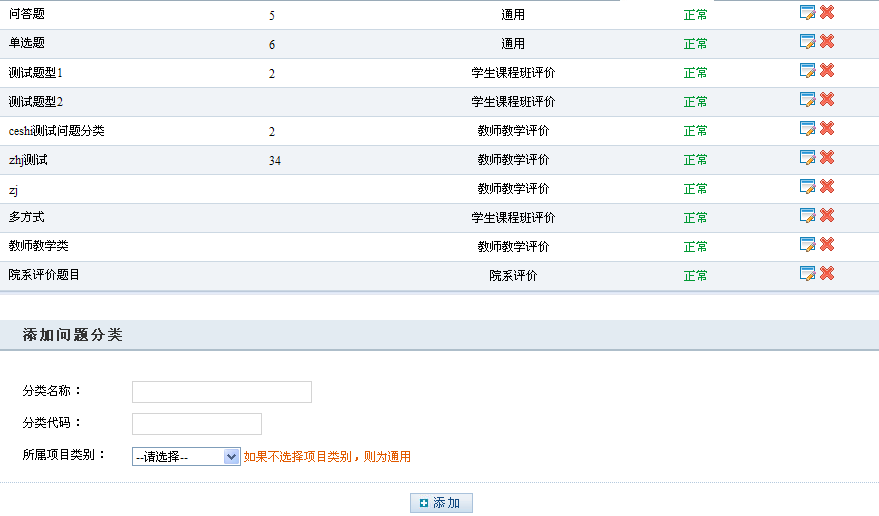 问答题 5 通用 正常
单选题 6 通用 正常
测试题型1 2 学生课程班评价 正常
测试题型2 学生课程班评价 正常
ceshi测试问题分类 2 教师教学评价 正常
zhj测试 34 教师教学评价 正常
zj 教师教学评价 正常
多方式 学生课程班评价 正常
教师教学类 教师教学评价 正常
院系评价题目 院系评价 正常
添加问题分类
分类名称：
分类代码：
所属项目类别： --请选择-- 如果不选择项目类别，则为通用
添加